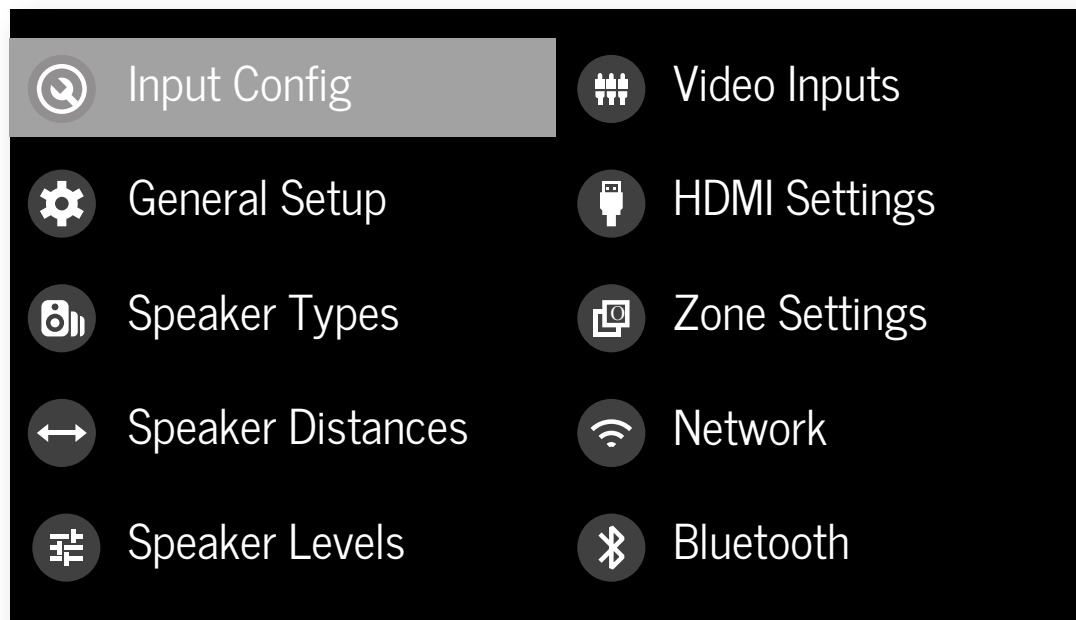 Input Config
General Setup
Speaker Types
Speaker Distances
Speaker Levels
Video Inputs
HDMI Settings
O
Zone Settings
Network
Bluetooth